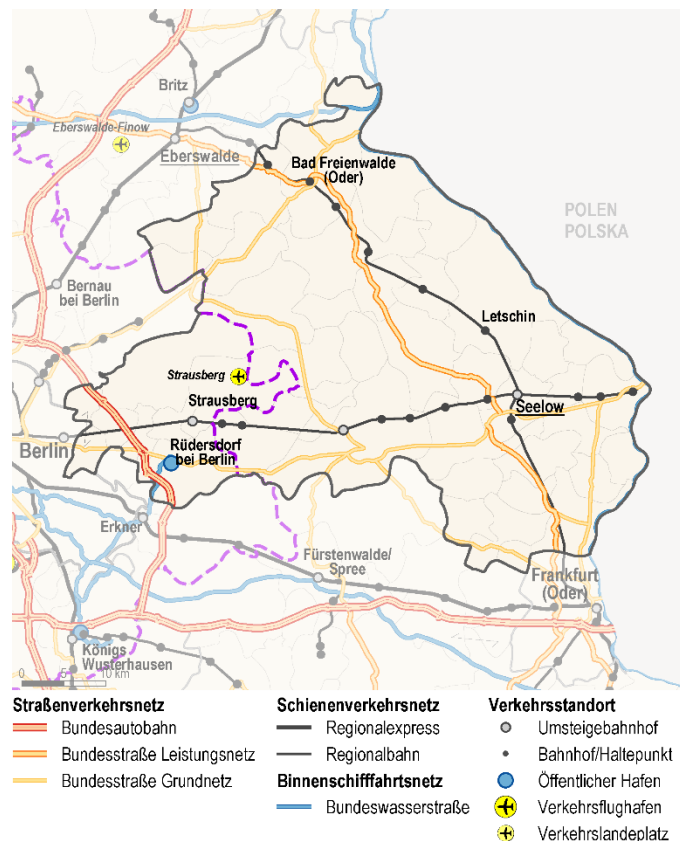 Britz
Eberswalde-Finow
Eberswalde
Bad Freienwalde
(Oder)
POLEN
POLSKA
Bernau
bei Berlin
Letschin
Strausberg
Strausberg
Seelow
Berlin
Rüdersdorf
bei Berlin
Erkner
Fürstenwalde/
Spree
Frankfurt
(Oder)
Königs
Wusterhausen
0 5 10 km
Straßenverkehrsnetz
Bundesautobahn
Bundesstraße Leistungsnetz
Bundesstraße Grundnetz
Schienenverkehrsnetz
Regionalexpress
Regionalbahn
Binnenschifffahrtsnetz
Bundeswasserstraße
Verkehrsstandort
Umsteigebahnhof
Bahnhof/Haltepunkt
Öffentlicher Hafen
Verkehrsflughafen
Verkehrslandeplatz